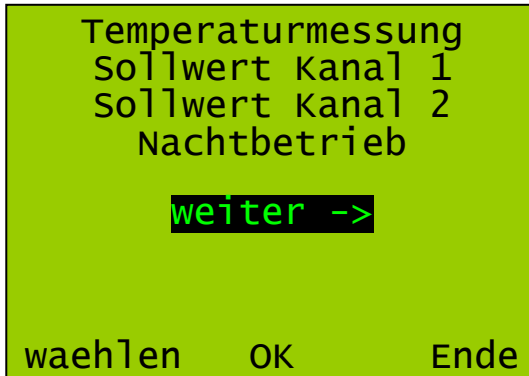 Temperaturmessung
Sollwert Kanal 1
Sollwert Kanal 2
Nachtbetrieb
weiter ->
waehlen OK Ende